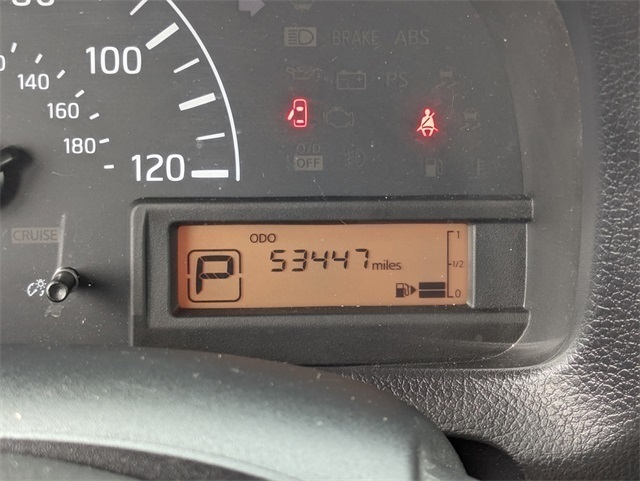 100
120
140
160
180
BRAKE ABS
PS
O/D
OFF
CRUISE
ODO
P
53447 miles
1
1/2
0